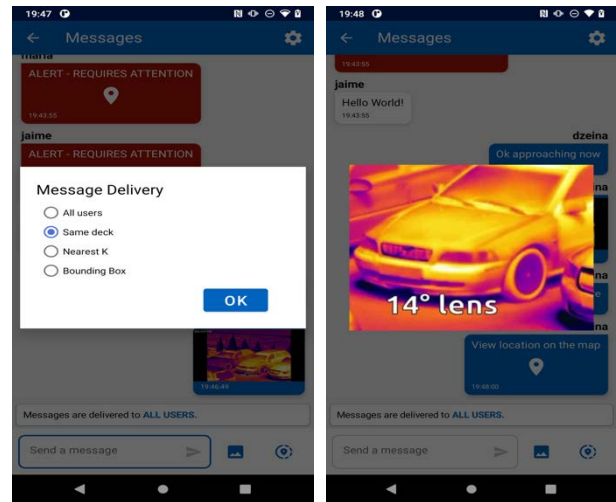 19:47
Messages
maria
ALERT - REQUIRES ATTENTION
19:43:55
jaime
ALERT - REQUIRES ATTENTION
Message Delivery
All users
Same deck
Nearest K
Bounding Box
OK
19:46:49
Messages are delivered to ALL USERS.
Send a message
19:48
Messages
19:43:55
jaime
Hello World!
19:43:55
dzeina
Ok approaching now
na
14° lens
na
e
na
View location on the map
19:48:00
Messages are delivered to ALL USERS.
Send a message